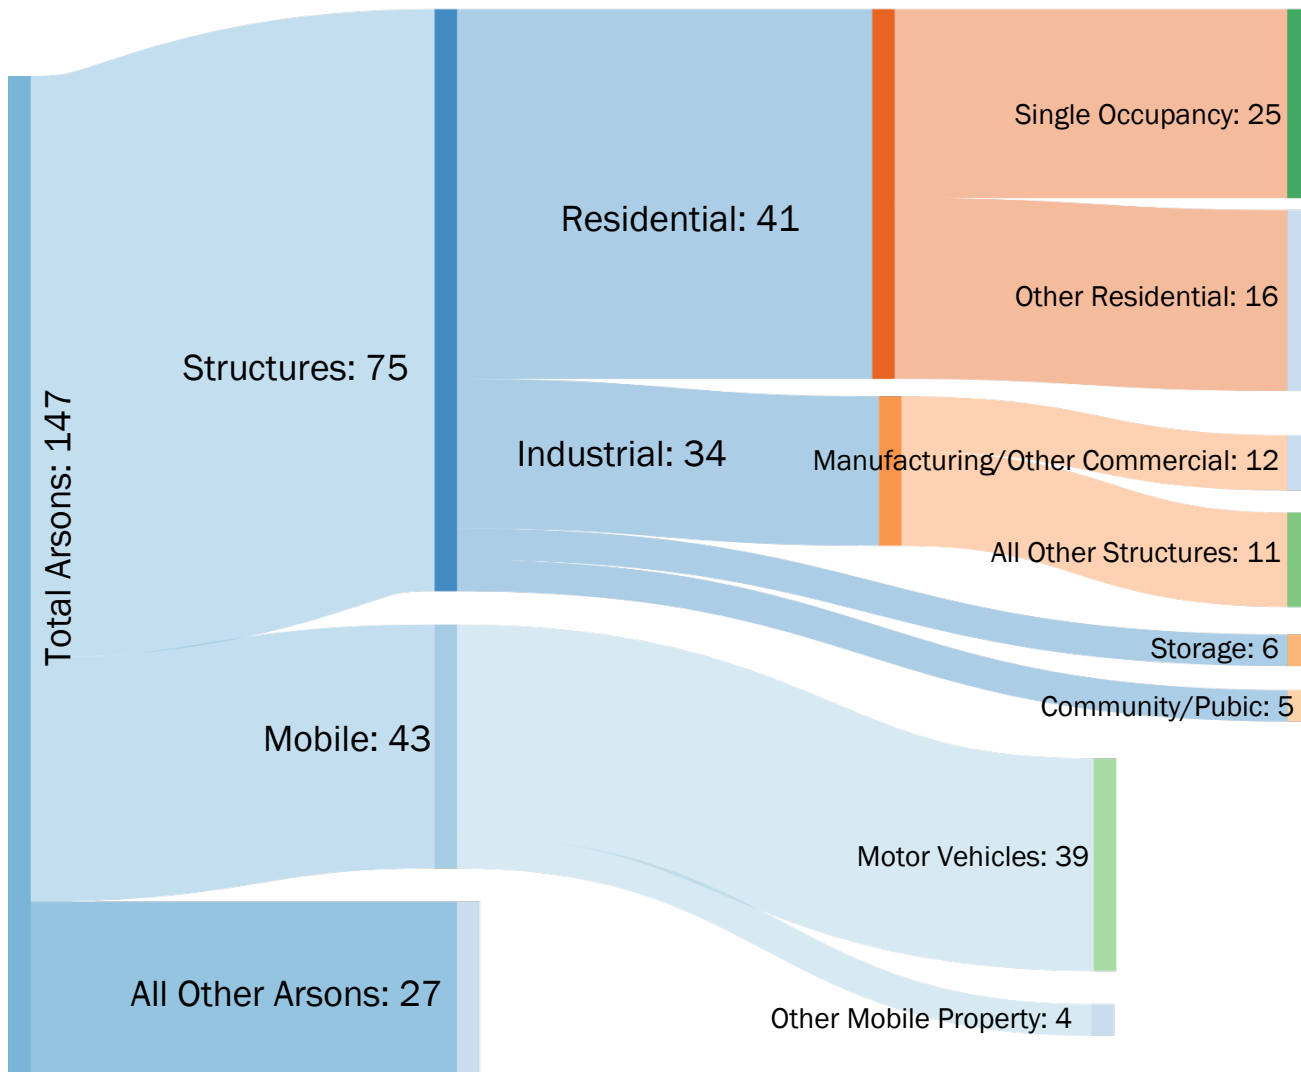 Total Arsons: 147
Structures: 75
Mobile: 43
All Other Arsons: 27
Residential: 41
Industrial: 34
Single Occupancy: 25
Other Residential: 16
Manufacturing/Other Commercial: 12
All Other Structures: 11
Storage: 6
Community/Pubic: 5
Motor Vehicles: 39
Other Mobile Property: 4